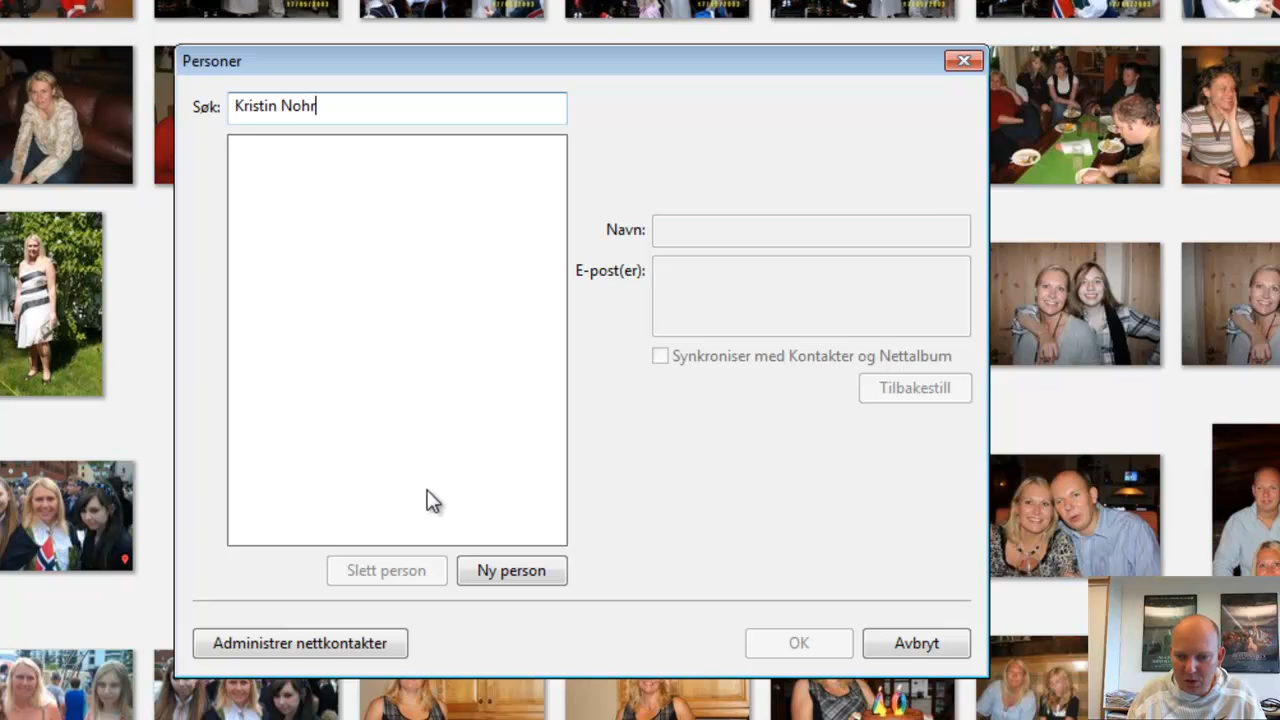 Personer
Søk: Kristin Nohr
Navn:
E-post(er):
Synkroniser med Kontakter og Nettalbum
Tilbakestill
Slett person
Ny person
Administrer nettkontakter
OK
Avbryt